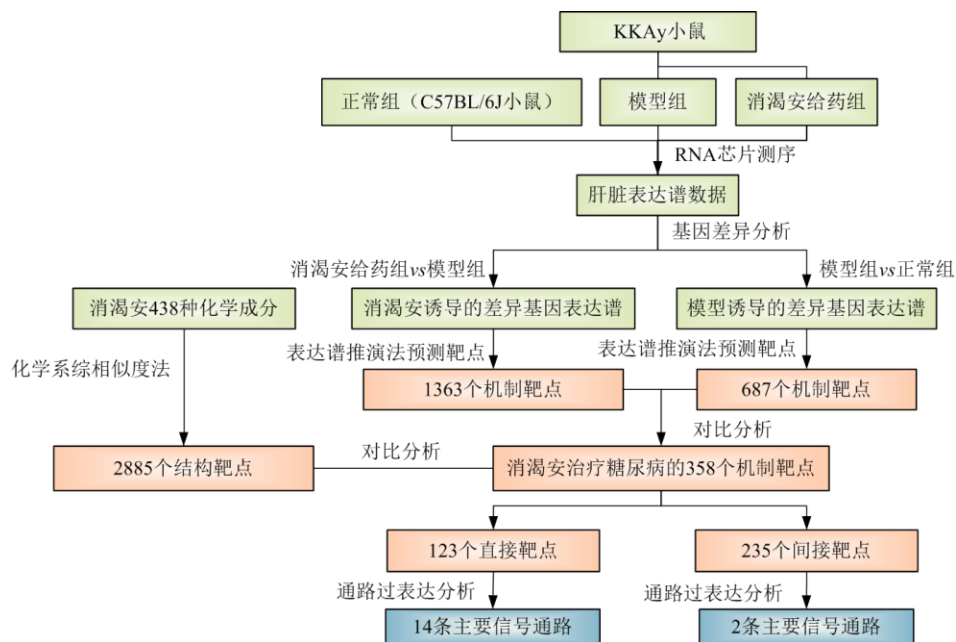 KKAy小鼠
正常组（C57BL/6J小鼠）
模型组
消渴安给药组
RNA芯片测序
肝脏表达谱数据
基因差异分析
消渴安给药组vs模型组
模型组vs正常组
消渴安438种化学成分
消渴安诱导的差异基因表达谱
模型诱导的差异基因表达谱
化学系综相似度法
表达谱推演法预测靶点
表达谱推演法预测靶点
1363个机制靶点
687个机制靶点
对比分析
对比分析
2885个结构靶点
消渴安治疗糖尿病的358个机制靶点
123个直接靶点
235个间接靶点
通路过表达分析
通路过表达分析
14条主要信号通路
2条主要信号通路